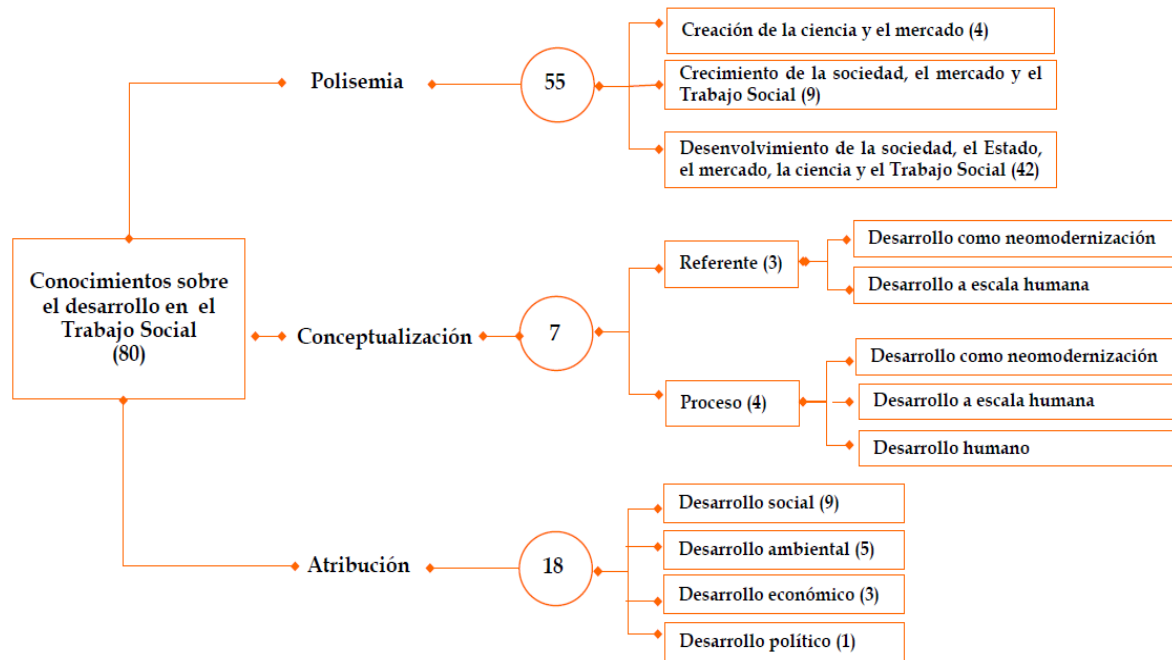 Conocimientos sobre
el desarrollo en el
Trabajo Social
(80)
Polisemia
55
Creación de la ciencia y el mercado (4)
Crecimiento de la sociedad, el mercado y el
Trabajo Social (9)
Desenvolvimiento de la sociedad, el Estado,
el mercado, la ciencia y el Trabajo Social (42)
Conceptualización
7
Referente (3)
Desarrollo como neomodernización
Desarrollo a escala humana
Proceso (4)
Desarrollo como neomodernización
Desarrollo a escala humana
Desarrollo humano
Atribución
18
Desarrollo social (9)
Desarrollo ambiental (5)
Desarrollo económico (3)
Desarrollo político (1)